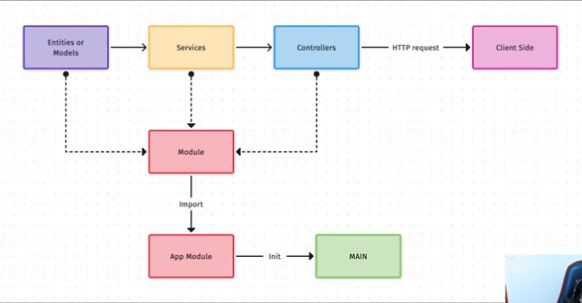 Entities or
Models
Services
Controllers
HTTP request
Client Side
Module
Import
App Module
Init
MAIN